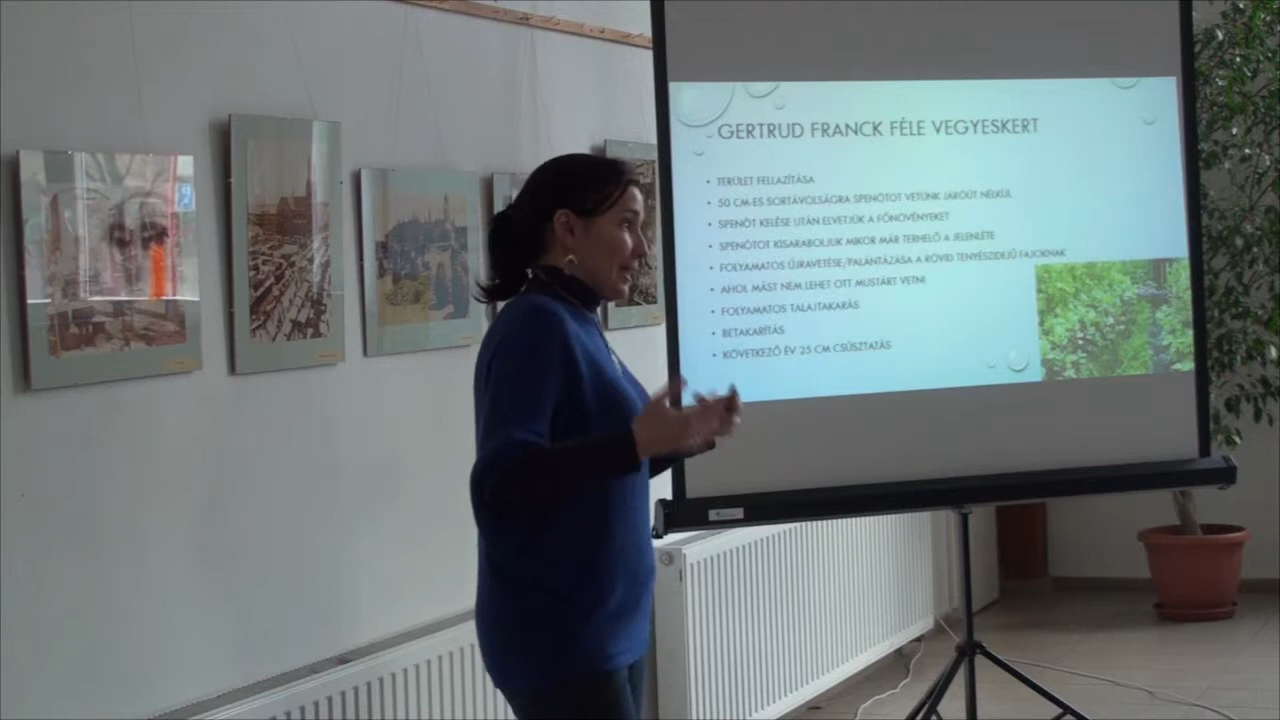 GERTRUD FRANCK FÉLE VEGYESKERT
• TERÜLET FELLAZÍTÁSA
• 50 CM-ES SORTÁVOLSÁGRA SPENÓTOT VETÜNK JÁRÓÚT NÉLKÜL
• SPENÓT KELÉSE UTÁN ELVETJÜK A FŐNÖVÉNYEKET
• SPENÓTOT KISARABOLJUK MIKOR MÁR TERHELŐ A JELENLÉTE
• FOLYAMATOS ÚJRAVETÉSE/PALÁNTÁZÁSA A RÖVID TENYÉSZIDEJŰ FAJOKNAK
• AHOL MÁST NEM LEHET OTT MUSTÁRT VETNI
• FOLYAMATOS TALAJTAKARÁS
• BETAKARÍTÁS
• KÖVETKEZŐ ÉV 25 CM CSÚSZTATÁS